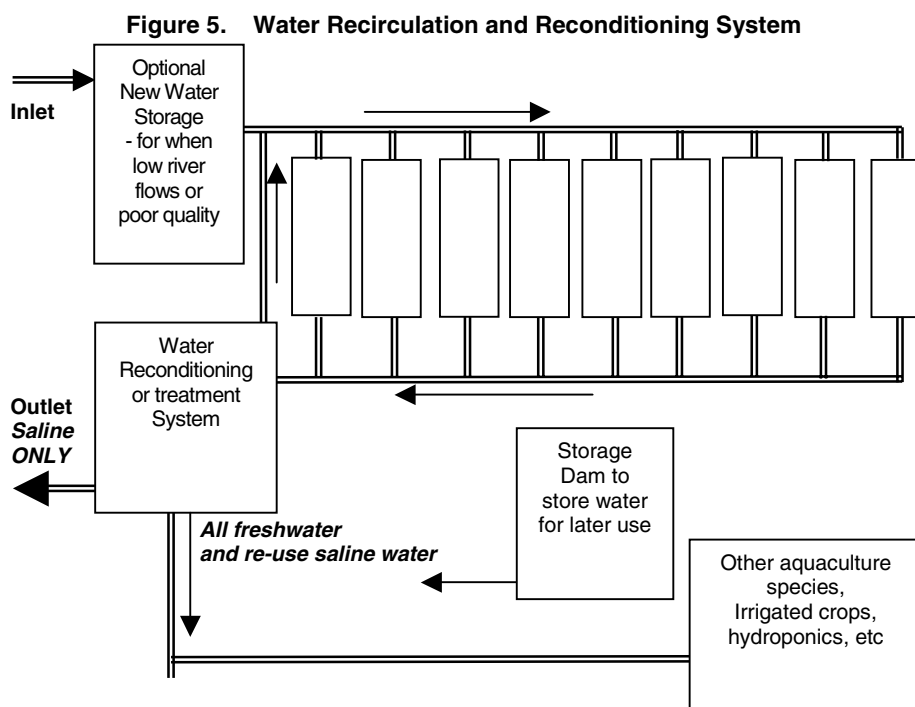 Figure 5. Water Recirculation and Reconditioning System
Optional
New Water
Storage
- for when
low river
flows or
poor quality
Inlet
Water
Reconditioning
or treatment
System
Outlet
Saline
ONLY
Storage
Dam to
store water
for later use
All freshwater
and re-use saline water
Other aquaculture
species,
Irrigated crops,
hydroponics, etc